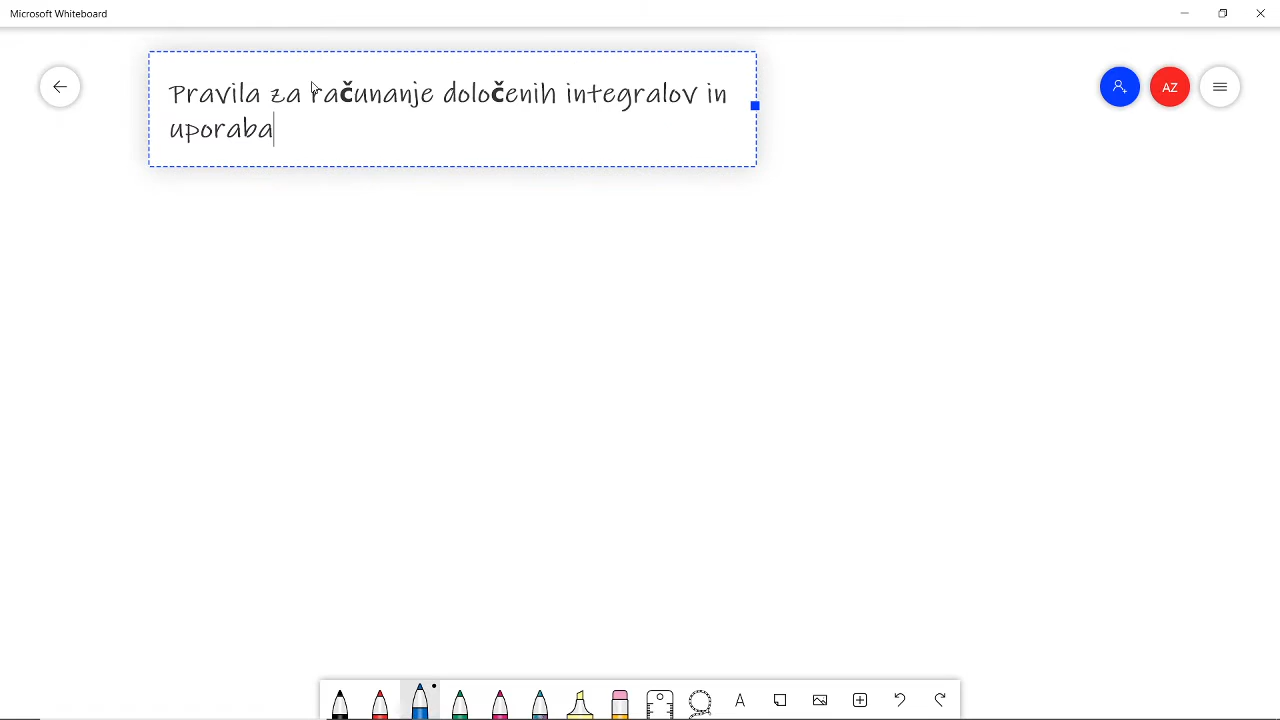 Microsoft Whiteboard
Pravila za računanje določenih integralov in
uporaba
AZ
A